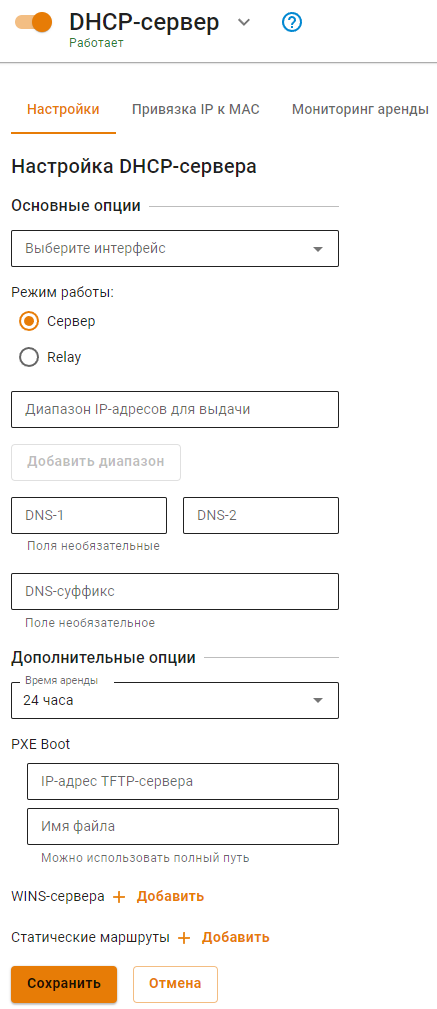 DHCP-сервер
Работает
Настройки Привязка IP к MAC Мониторинг аренды
Настройка DHCP-сервера
Основные опции
Выберите интерфейс
Режим работы:
Сервер
Relay
Диапазон IP-адресов для выдачи
Добавить диапазон
DNS-1 DNS-2
Поля необязательные
DNS-суффикс
Поле необязательное
Дополнительные опции
Время аренды
24 часа
PXE Boot
IP-адрес TFTP-сервера
Имя файла
Можно использовать полный путь
WINS-сервера + Добавить
Статические маршруты + Добавить
Сохранить Отмена